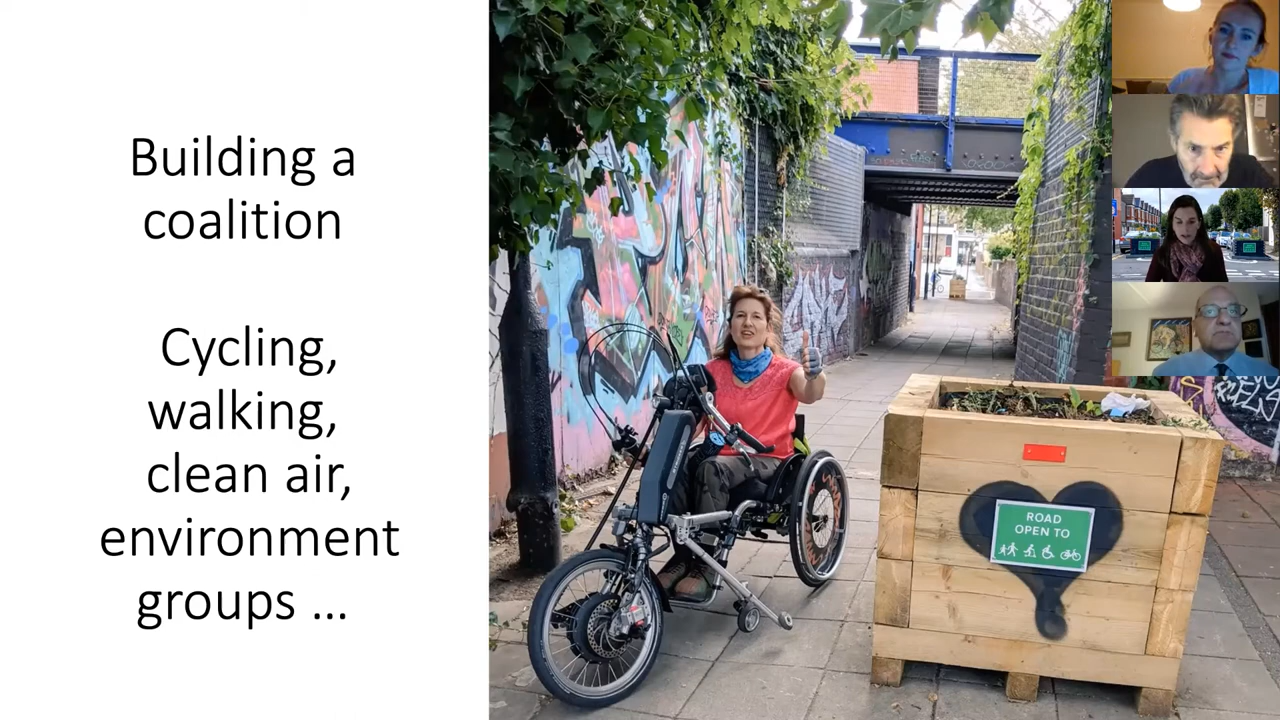 Building a
coalition
Cycling,
walking,
clean air,
environment
groups ...
ROAD
OPEN TO